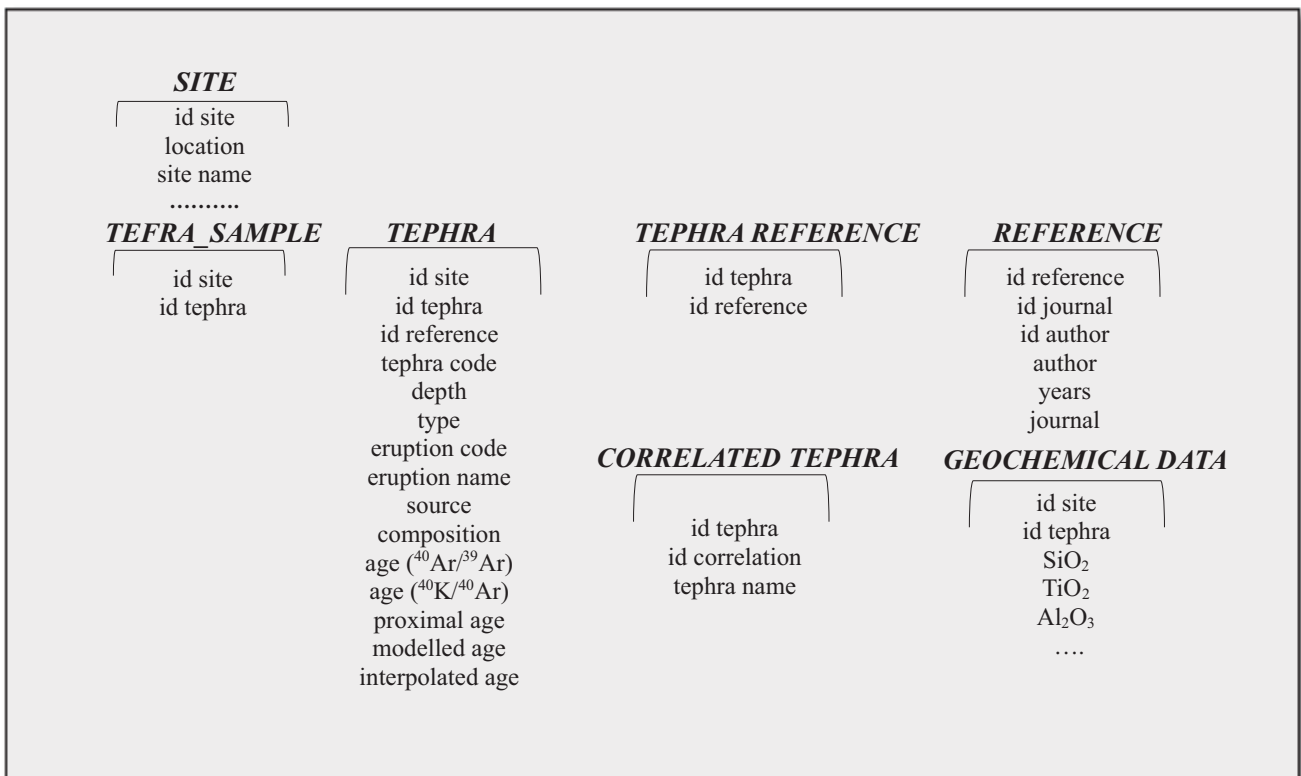 SITE
id site
location
site name
……….
TEFRA_SAMPLE
id site
id tephra
TEPHRA
id site
id tephra
id reference
tephra code
depth
type
eruption code
eruption name
source
composition
age (⁴⁰Ar/³⁹Ar)
age (⁴⁰K/⁴⁰Ar)
proximal age
modelled age
interpolated age
TEPHRA REFERENCE
id tephra
id reference
CORRELATED TEPHRA
id tephra
id correlation
tephra name
REFERENCE
id reference
id journal
id author
author
years
journal
GEOCHEMICAL DATA
id site
id tephra
SiO₂
TiO₂
Al₂O₃
….